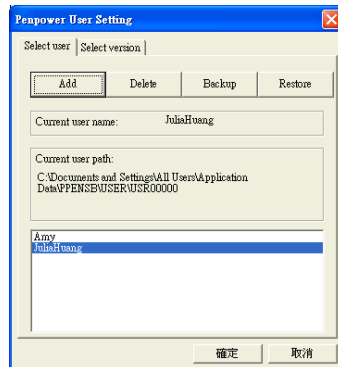 Penpower User Setting
Select user Select version
Add Delete Backup Restore
Current user name: JuliaHuang
Current user path:
C:\Documents and Settings\All Users\Application
Data\PPENSB\USER\USR00000
Amy
JuliaHuang
確定 取消